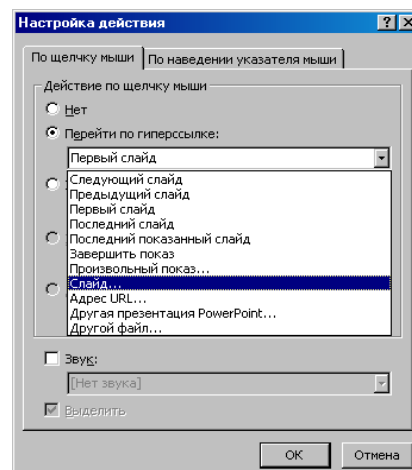 Настройка действия
По щелчку мыши
По наведении указателя мыши
Действие по щелчку мыши
Нет
Перейти по гиперссылке:
Первый слайд
Следующий слайд
Предыдущий слайд
Первый слайд
Последний слайд
Последний показанный слайд
Завершить показ
Произвольный показ...
Слайд...
Адрес URL...
Другая презентация PowerPoint...
Другой файл...
Звук:
[Нет звука]
Выделить
ОК
Отмена